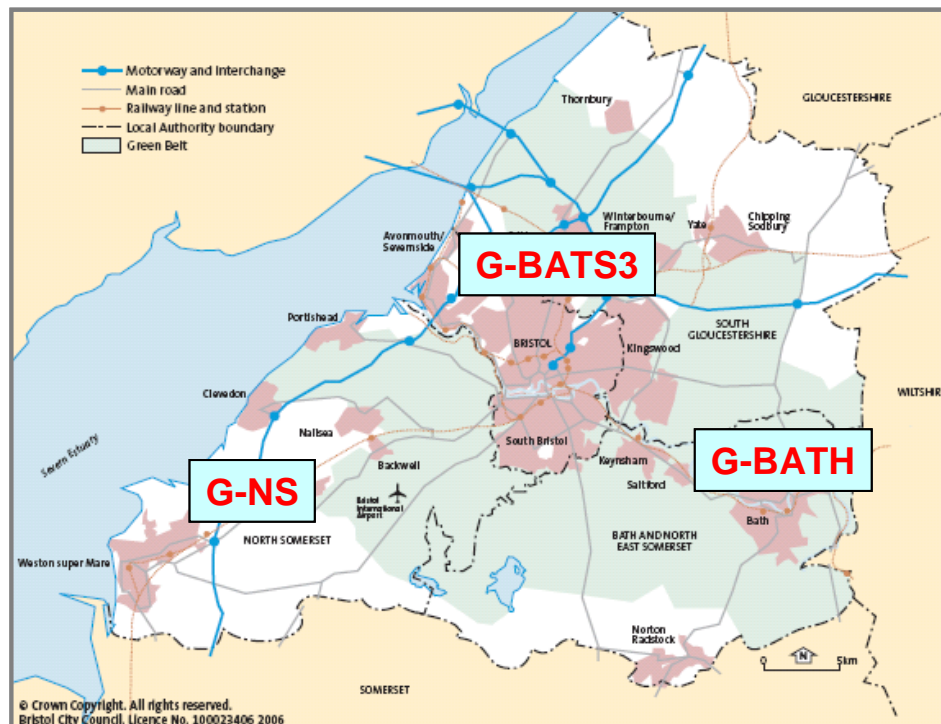 Motorway and interchange
Main road
Railway line and station
Local Authority boundary
Green Belt
Thornbury
GLOUCESTERSHIRE
Winterbourne/
Frampton
Yate
Chipping
Sodbury
Avonmouth/
Severnside
G-BATS3
Portishead
BRISTOL
SOUTH
GLOUCESTERSHIRE
Kingswood
Clevedon
WILTSHIR
Nailsea
Severn Estuary
South Bristol
Backwell
Keynsham
G-BATH
G-NS
Saltford
Bristol
International
Airport
Bath
NORTH SOMERSET
BATH AND NORTH
EAST SOMERSET
Weston super Mare
Norton
Radstock
N
0 5km
SOMERSET
© Crown Copyright. All rights reserved.
Bristol City Council. Licence No. 100023406 2006